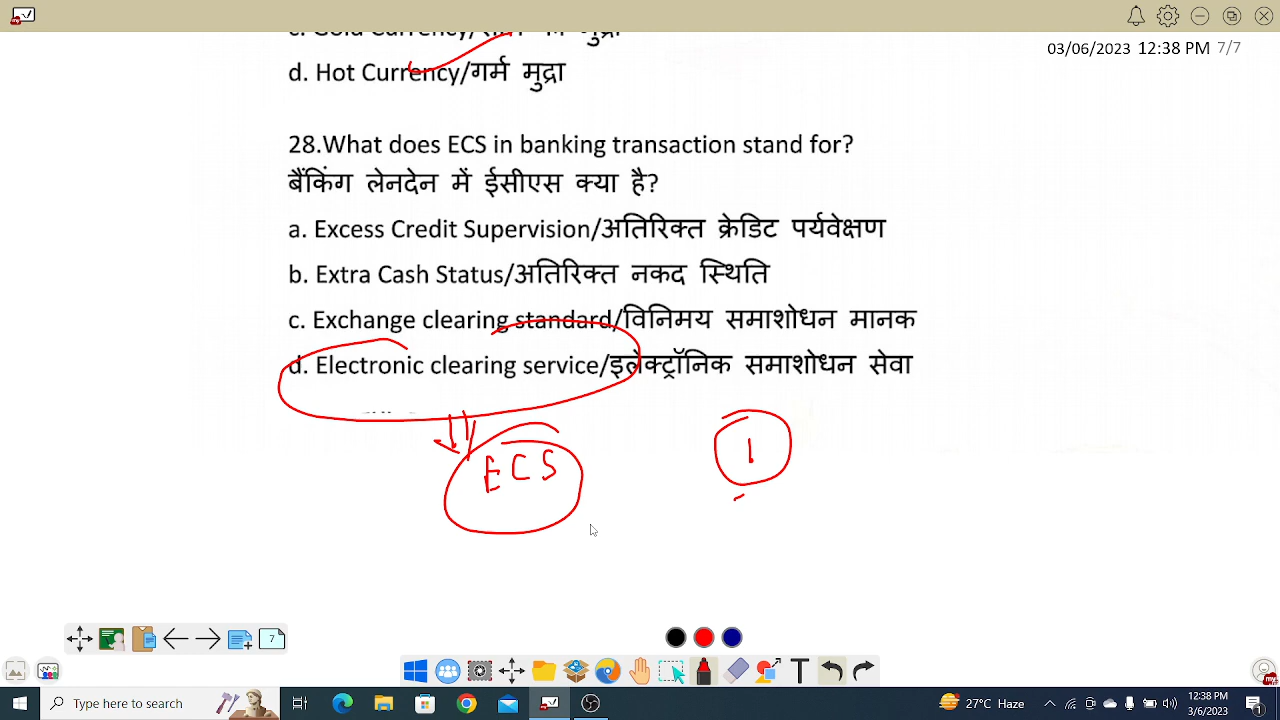 03/06/2023 12:38 PM 7/7
d. Hot Currency/गर्म मुद्रा
28.What does ECS in banking transaction stand for?
बैंकिंग लेनदेन में ईसीएस क्या है?
a. Excess Credit Supervision/अतिरिक्त क्रेडिट पर्यवेक्षण
b. Extra Cash Status/अतिरिक्त नकद स्थिति
c. Exchange clearing standard/विनिमय समाशोधन मानक
d. Electronic clearing service/इलेक्ट्रॉनिक समाशोधन सेवा
ECS
1
7
Type here to search
27°C Haze
12:38 PM
3/6/2023